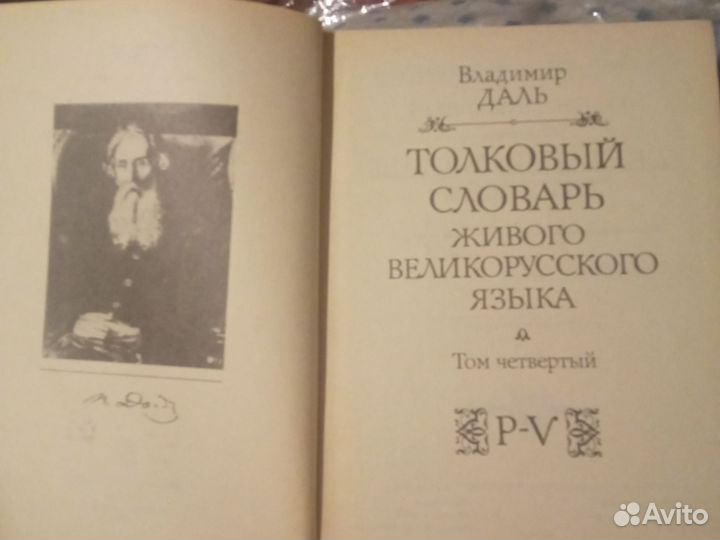 Владимир
ДАЛЬ
ТОЛКОВЫЙ
СЛОВАРЬ
ЖИВОГО
ВЕЛИКОРУССКОГО
ЯЗЫКА
Том четвертый
Р-Ѵ
Avito